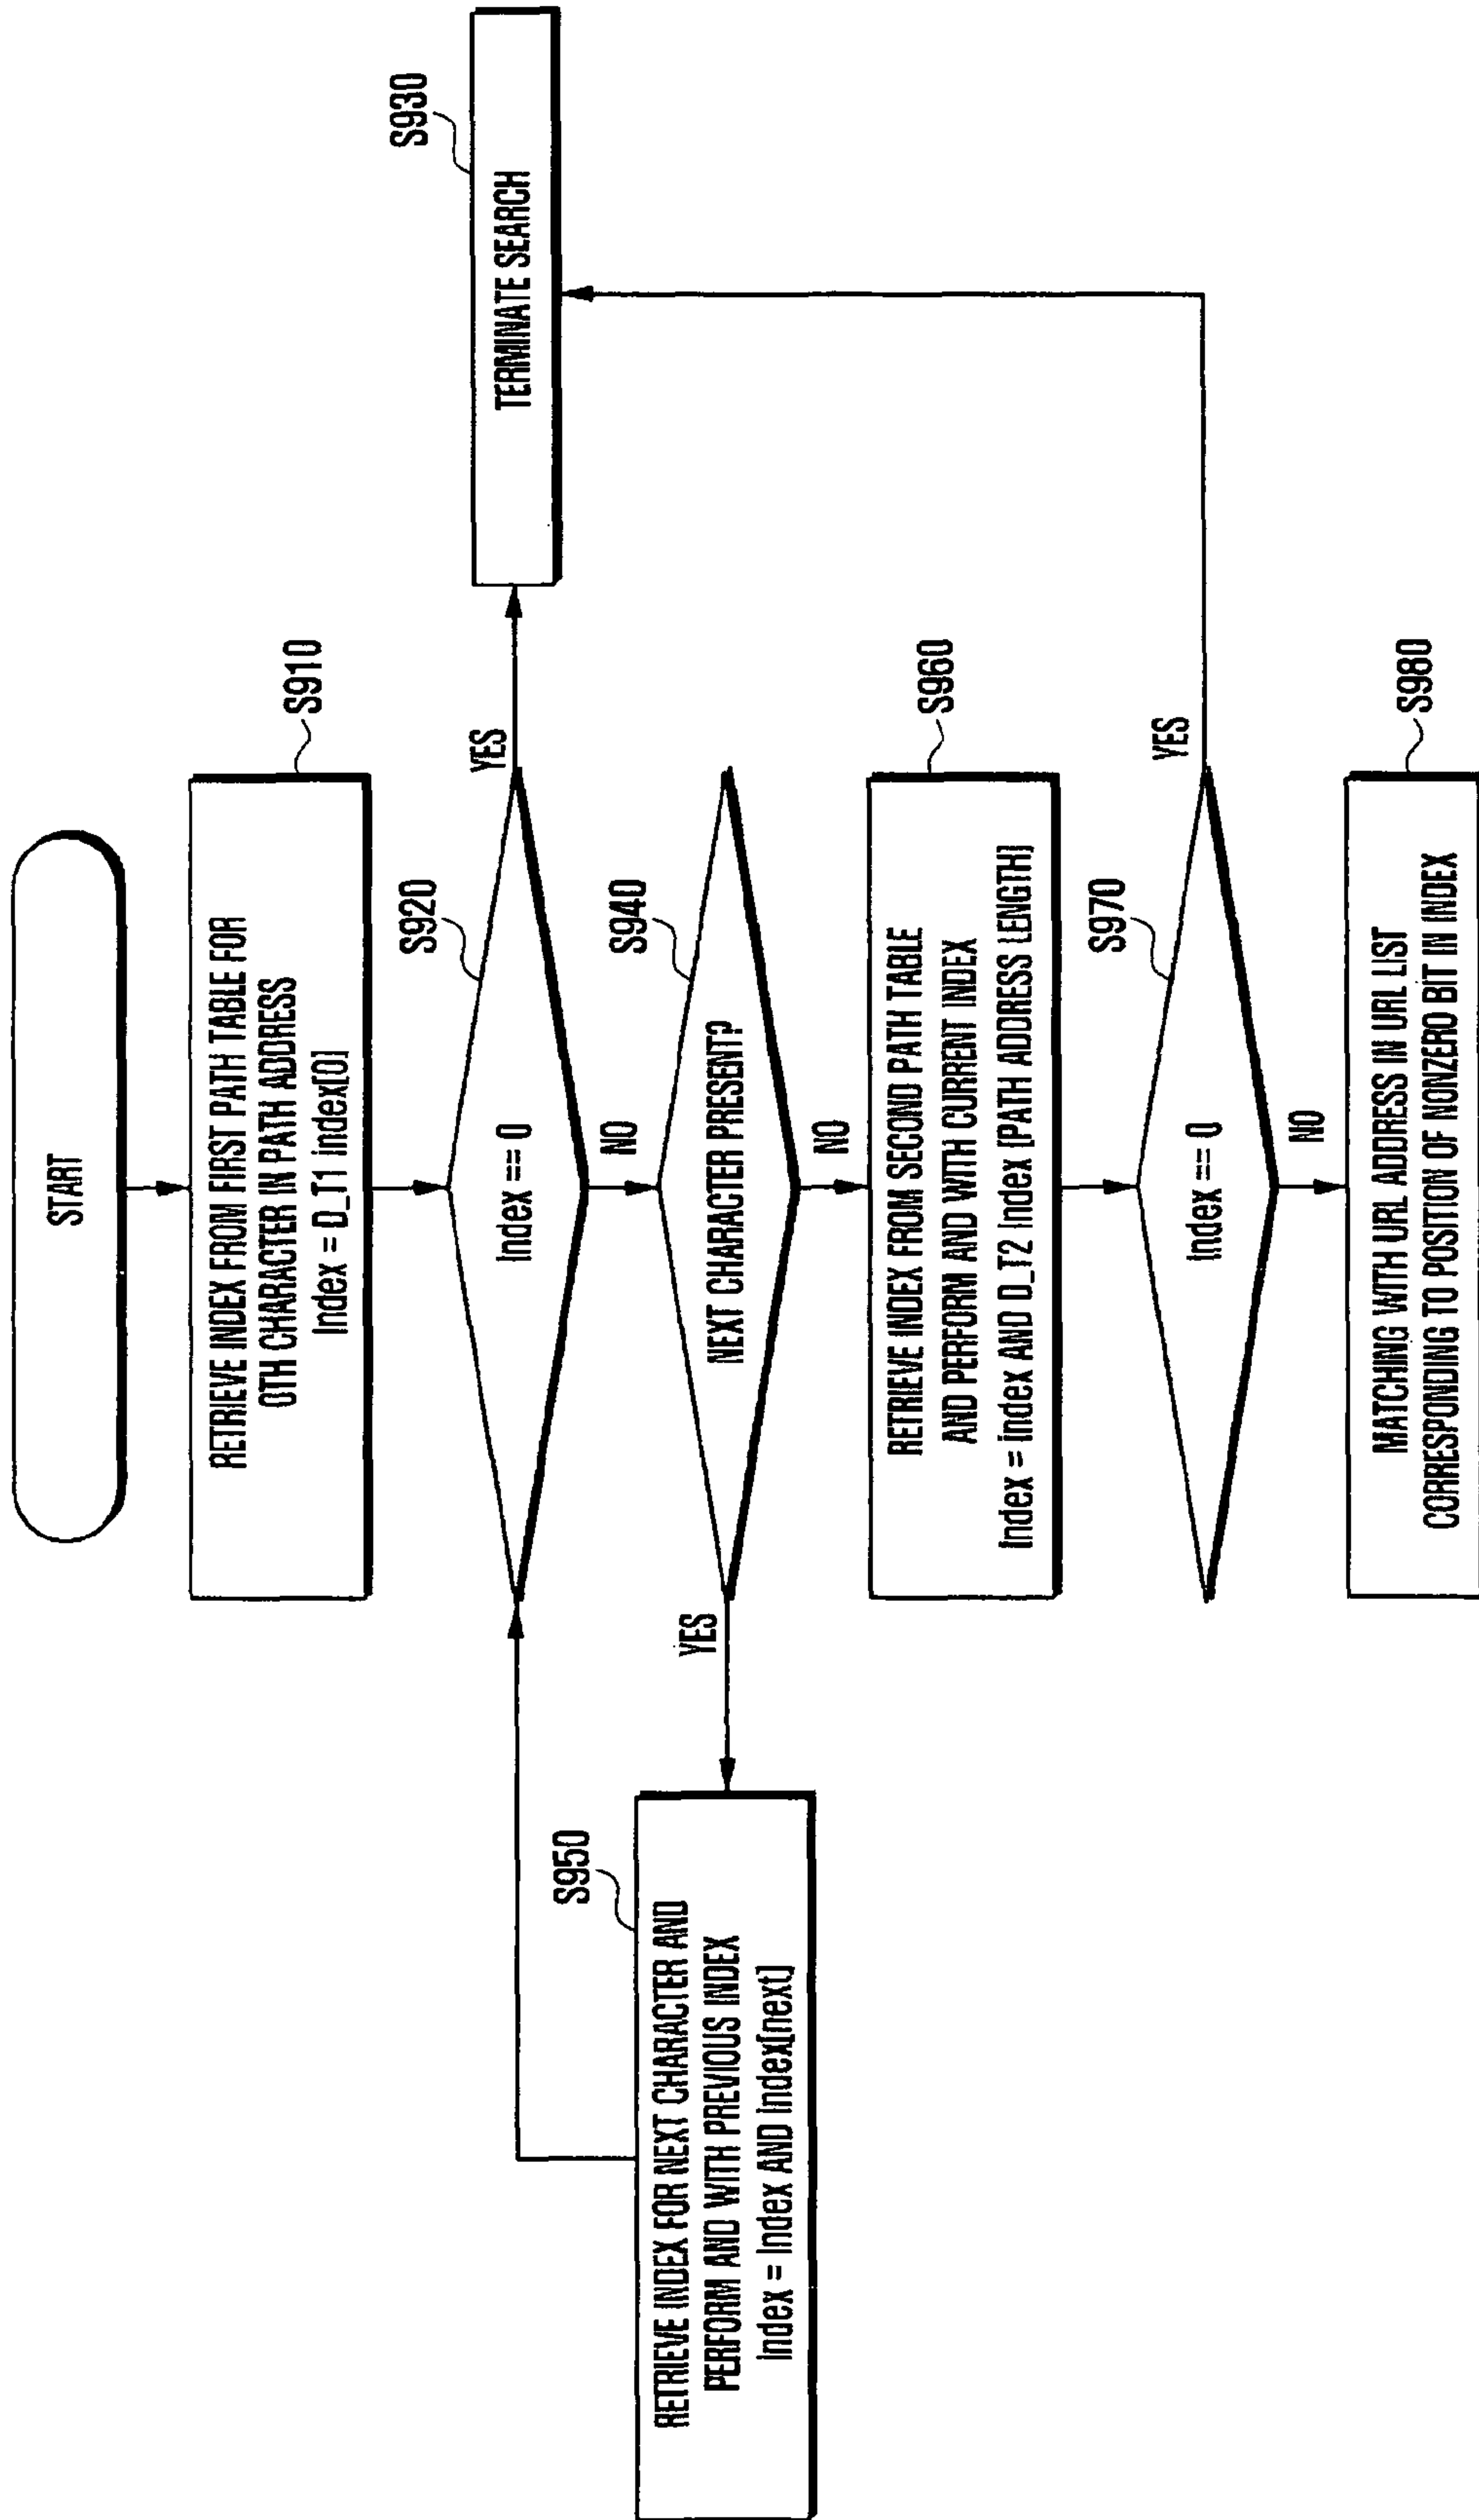 START
S910
RETRIEVE INDEX FROM FIRST PATH TABLE FOR
0TH CHARACTER IN PATH ADDRESS
Index = D_T1 index[0]
S920
index == 0
YES
NO
S930
TERMINATE SEARCH
S940
NEXT CHARACTER PRESENT?
YES
NO
S950
RETRIEVE INDEX FOR NEXT CHARACTER AND
PERFORM AND WITH PREVIOUS INDEX
index = Index AND Index[next]
S960
RETRIEVE INDEX FROM SECOND PATH TABLE
AND PERFORM AND WITH CURRENT INDEX
index = index AND D_T2 Index [PATH ADDRESS LENGTH]
S970
index == 0
YES
NO
S980
MATCHING WITH URL ADDRESS IN URL LIST
CORRESPONDING TO POSITION OF NONZERO BIT IN INDEX